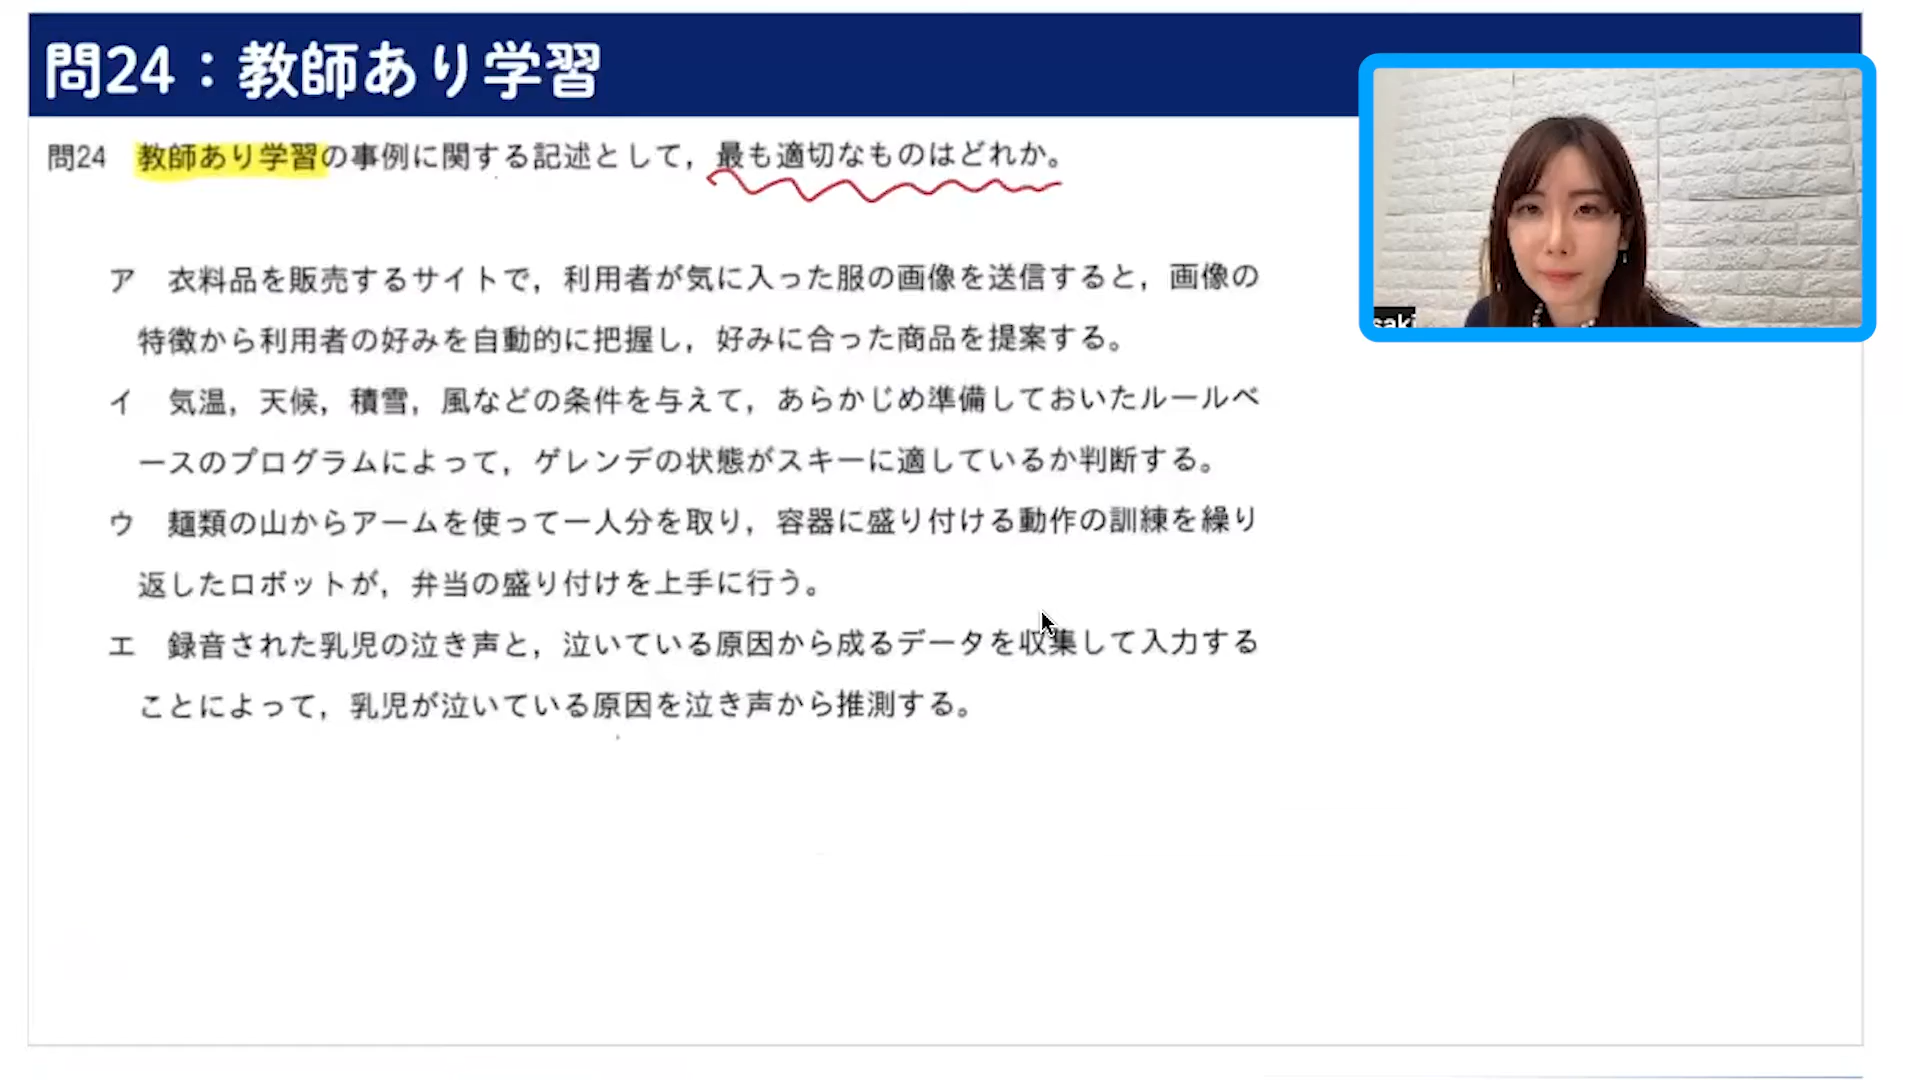 問24：教師あり学習
問24　教師あり学習の事例に関する記述として，最も適切なものはどれか。
ア　衣料品を販売するサイトで，利用者が気に入った服の画像を送信すると，画像の
特徴から利用者の好みを自動的に把握し，好みに合った商品を提案する。
イ　気温，天候，積雪，風などの条件を与えて，あらかじめ準備しておいたルールベ
ースのプログラムによって，ゲレンデの状態がスキーに適しているか判断する。
ウ　麺類の山からアームを使って一人分を取り，容器に盛り付ける動作の訓練を繰り
返したロボットが，弁当の盛り付けを上手に行う。
エ　録音された乳児の泣き声と，泣いている原因から成るデータを収集して入力する
ことによって，乳児が泣いている原因を泣き声から推測する。